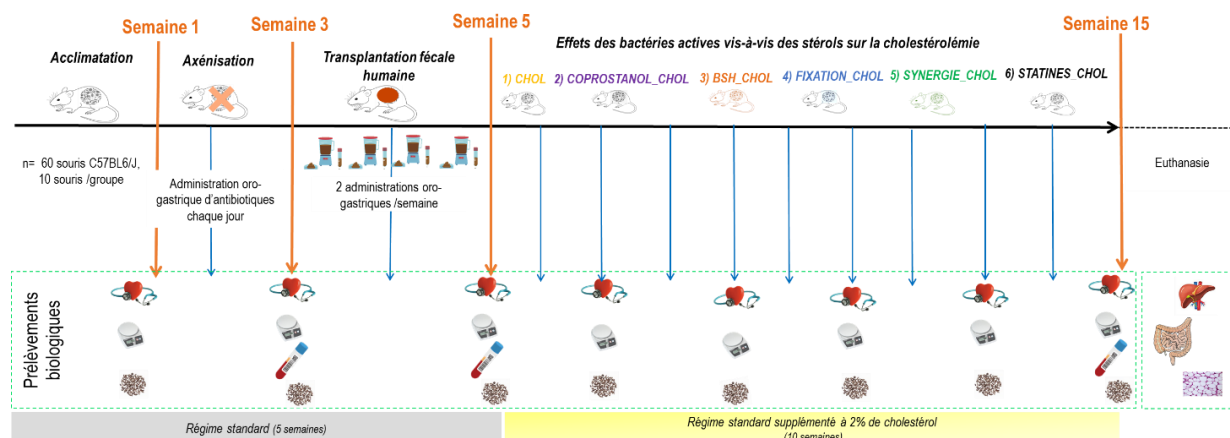 Semaine 1
Semaine 3
Semaine 5
Semaine 15
Acclimatation
Axénisation
Transplantation fécale
humaine
Effets des bactéries actives vis-à-vis des stérols sur la cholestérolémie
1) CHOL
2) COPROSTANOL_CHOL
3) BSH_CHOL
4) FIXATION_CHOL
5) SYNERGIE_CHOL
6) STATINES_CHOL
n= 60 souris C57BL6/J,
10 souris /groupe
Administration oro-
gastrique d'antibiotiques
chaque jour
2 administrations oro-
gastriques /semaine
Euthanasie
Prélèvements
biologiques
Régime standard (5 semaines)
Régime standard supplémenté à 2% de cholestérol
(10 semaines)